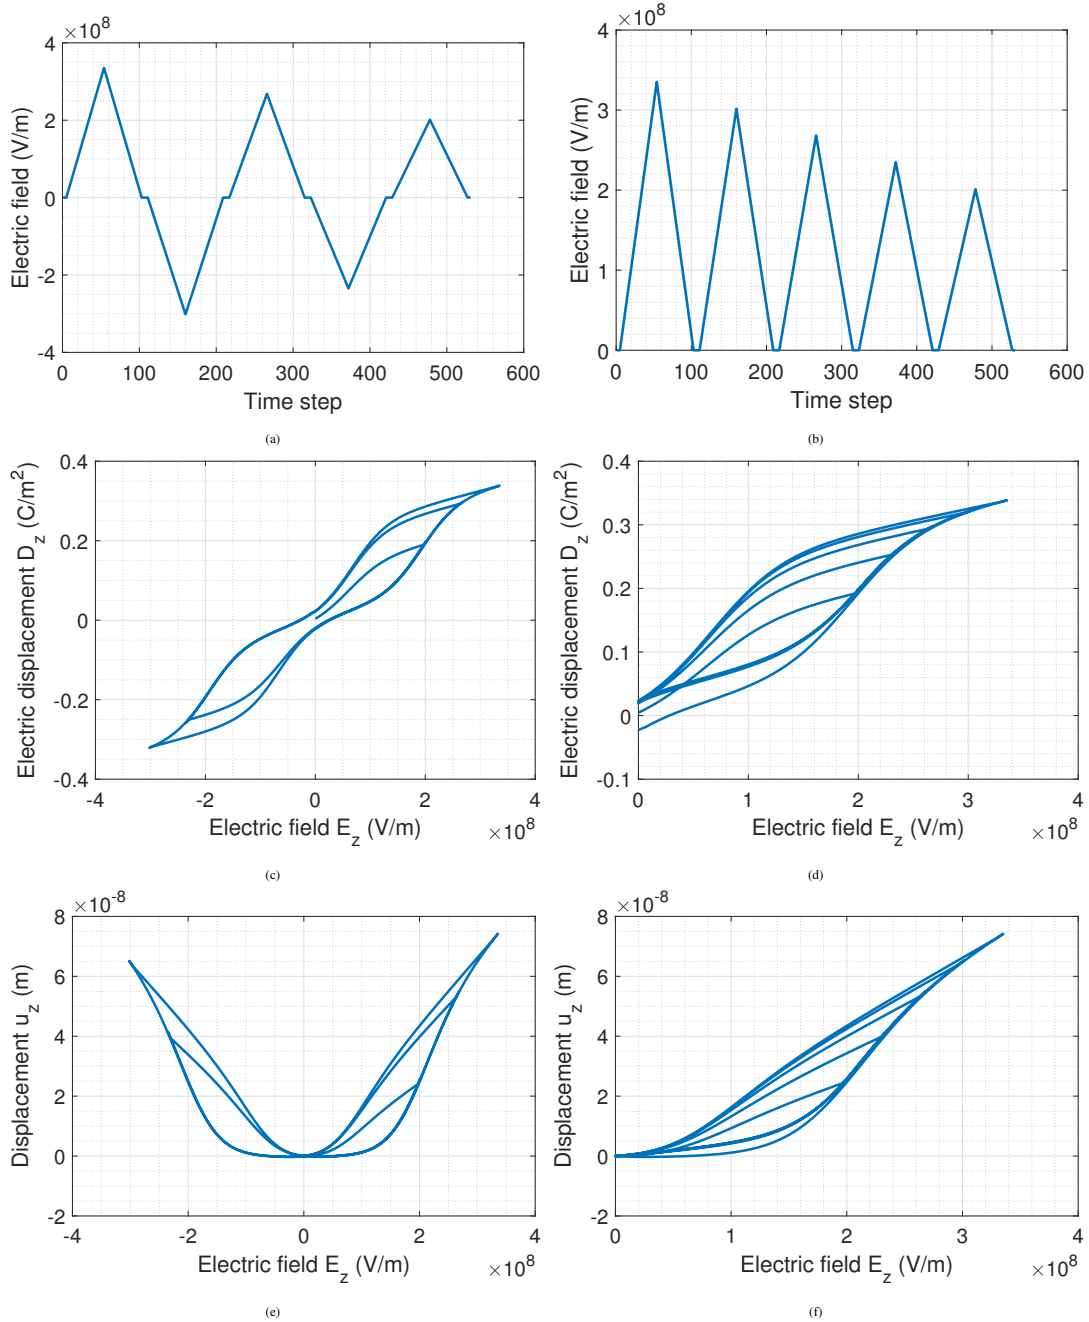 ×10^8
4
2
0
-2
-4
Electric field (V/m)
0 100 200 300 400 500 600
Time step
(a)
×10^8
4
3
2
1
0
Electric field (V/m)
0 100 200 300 400 500 600
Time step
(b)
0.4
0.2
0
-0.2
-0.4
Electric displacement D_z (C/m^2)
-4 -2 0 2 4
Electric field E_z (V/m) ×10^8
(c)
0.4
0.3
0.2
0.1
0
-0.1
Electric displacement D_z (C/m^2)
0 1 2 3 4
Electric field E_z (V/m) ×10^8
(d)
×10^-8
8
6
4
2
0
-2
Displacement u_z (m)
-4 -2 0 2 4
Electric field E_z (V/m) ×10^8
(e)
×10^-8
8
6
4
2
0
-2
Displacement u_z (m)
0 1 2 3 4
Electric field E_z (V/m) ×10^8
(f)